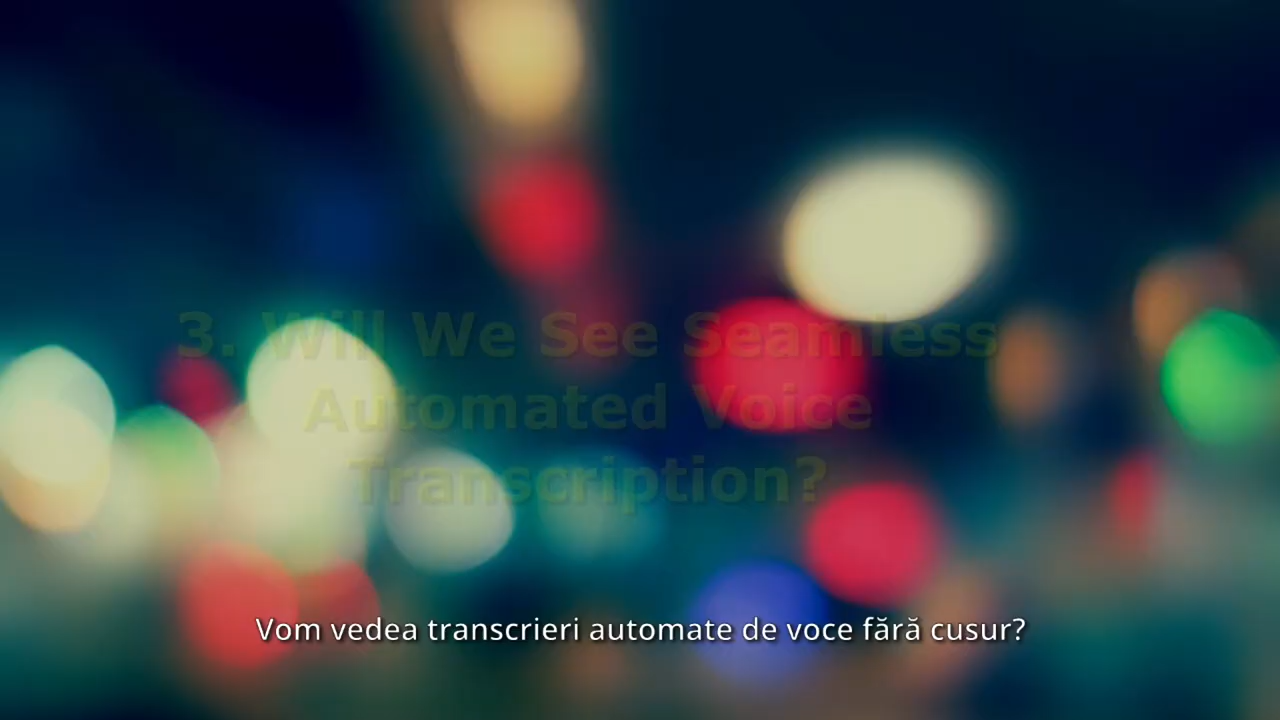 3. Will We See Seamless
Automated Voice
Transcription?
Vom vedea transcrieri automate de voce fără cusur?